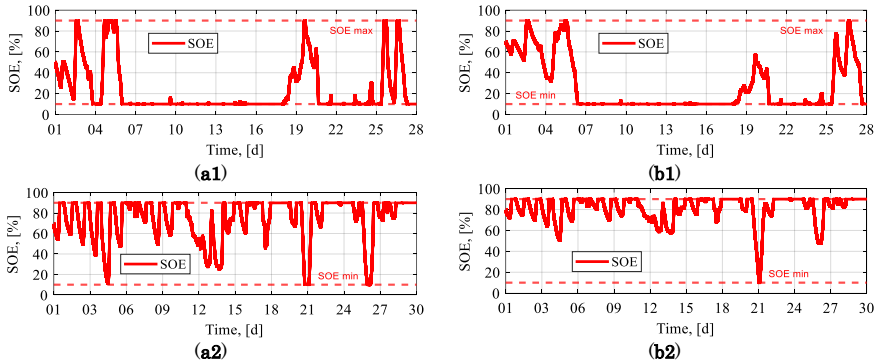 100
80
60
40
20
0
SOE, [%]
SOE
SOE max
01 04 07 10 13 16 19 22 25 28
Time, [d]
(a1)
100
80
60
40
20
0
SOE, [%]
SOE
SOE max
SOE min
01 04 07 10 13 16 19 22 25 28
Time, [d]
(b1)
100
80
60
40
20
0
SOE, [%]
SOE
SOE min
01 03 06 09 12 15 18 21 24 27 30
Time, [d]
(a2)
100
80
60
40
20
0
SOE, [%]
SOE
SOE min
01 03 06 09 12 15 18 21 24 27 30
Time, [d]
(b2)